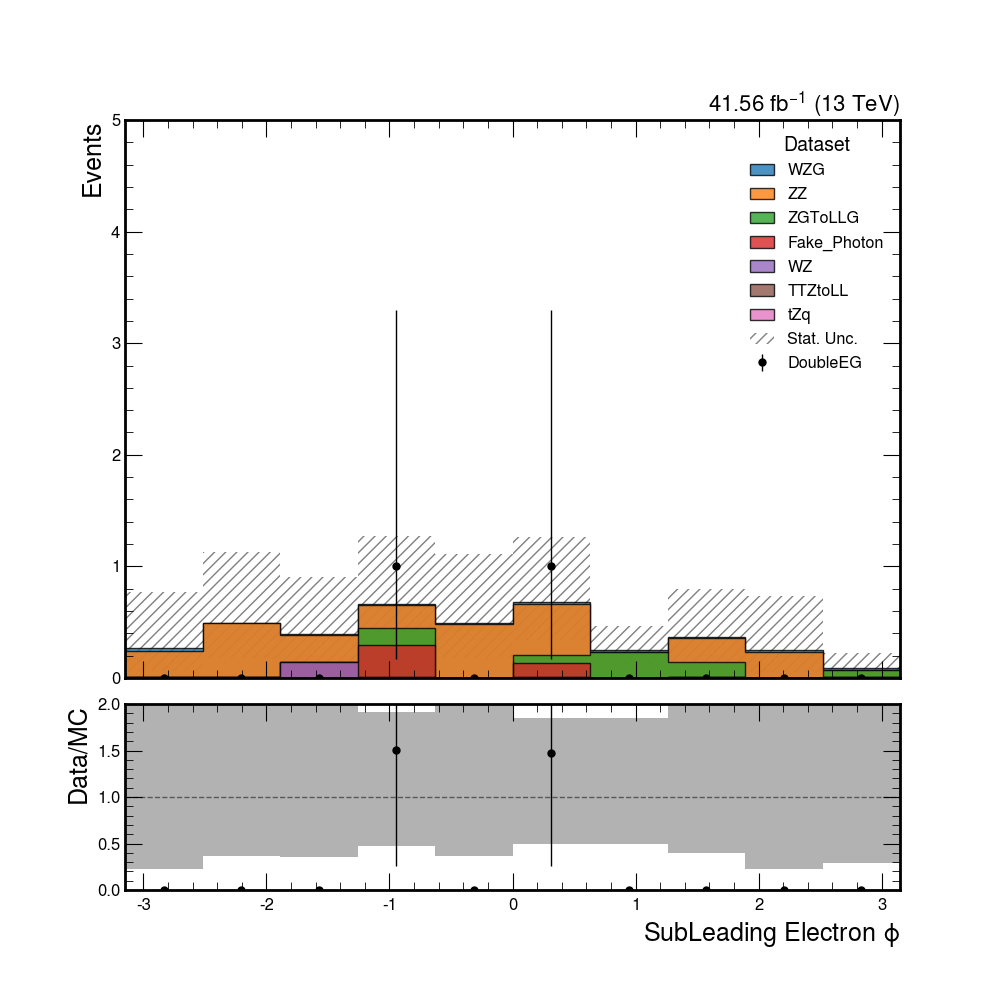 41.56 fb⁻¹ (13 TeV)
Events
5
4
3
2
1
0
Dataset
WZG
ZZ
ZGToLLG
Fake_Photon
WZ
TTZtoLL
tZq
Stat. Unc.
DoubleEG
Data/MC
2.0
1.5
1.0
0.5
0.0
-3 -2 -1 0 1 2 3
SubLeading Electron ϕ